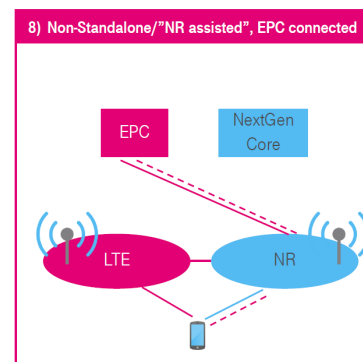 8) Non-Standalone/”NR assisted”, EPC connected
EPC
NextGen
Core
LTE
NR